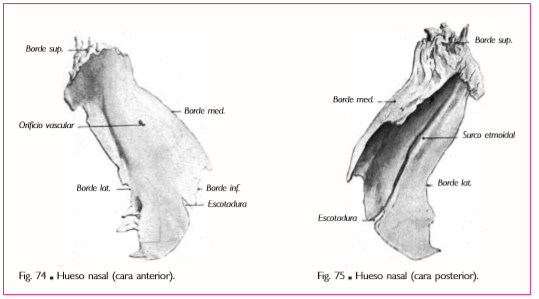 Borde sup.
Borde med.
Orificio vascular
Borde lat.
Borde inf.
Escotadura
Fig. 74 ■ Hueso nasal (cara anterior).
Borde sup.
Borde med.
Surco etmoidal
Borde lat.
Escotadura
Fig. 75 ■ Hueso nasal (cara posterior).